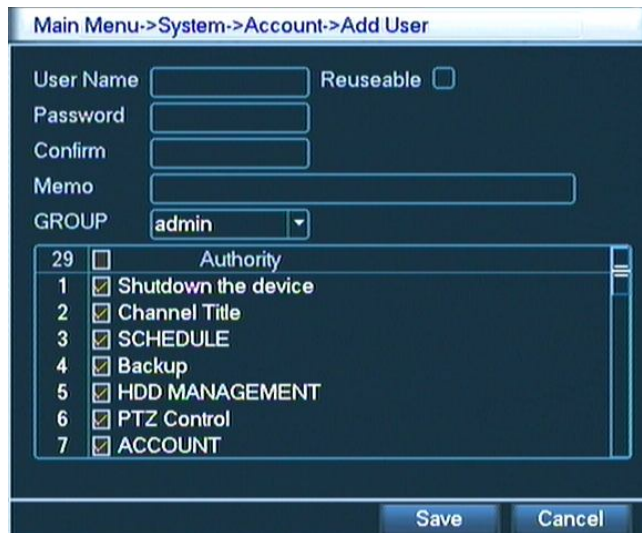 Main Menu->System->Account->Add User
User Name Reuseable
Password
Confirm
Memo
GROUP admin
29 Authority
1 Shutdown the device
2 Channel Title
3 SCHEDULE
4 Backup
5 HDD MANAGEMENT
6 PTZ Control
7 ACCOUNT
Save Cancel